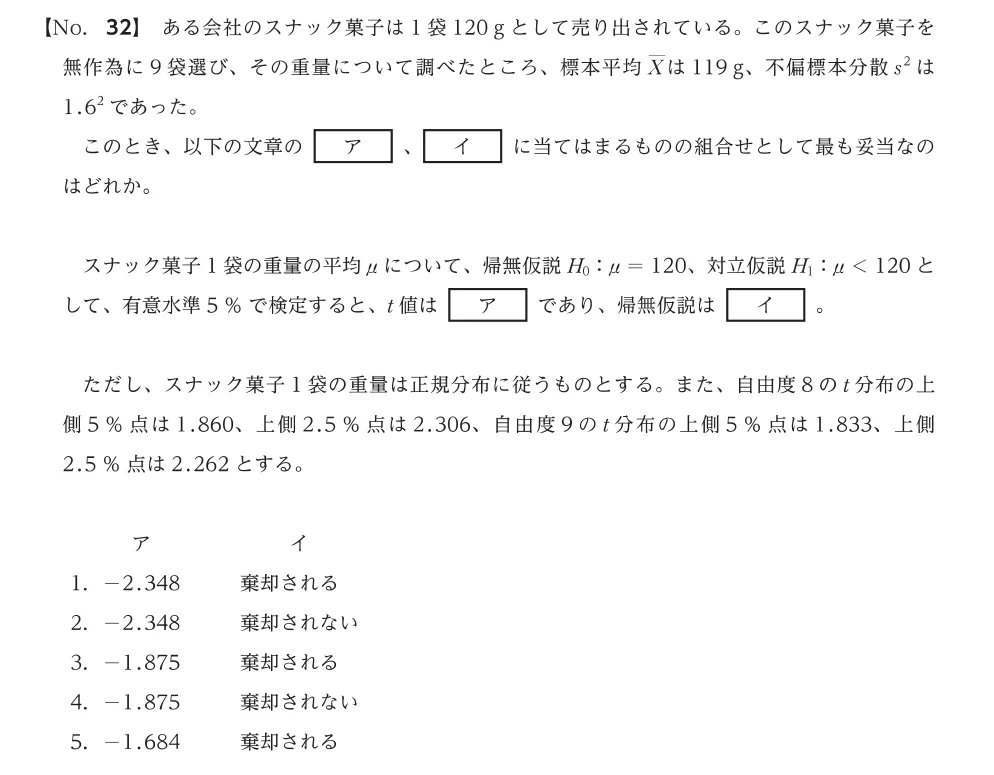 【No. 32】 ある会社のスナック菓子は1袋120gとして売り出されている。このスナック菓子を
無作為に9袋選び、その重量について調べたところ、標本平均X̄は119g、不偏標本分散s²は
1.6²であった。
このとき、以下の文章の ア 、 イ に当てはまるものの組合せとして最も妥当なの
はどれか。
スナック菓子1袋の重量の平均μについて、帰無仮説H₀：μ＝120、対立仮説H₁：μ＜120と
して、有意水準5％で検定すると、t値は ア であり、帰無仮説は イ 。
ただし、スナック菓子1袋の重量は正規分布に従うものとする。また、自由度8のt分布の上
側5％点は1.860、上側2.5％点は2.306、自由度9のt分布の上側5％点は1.833、上側
2.5％点は2.262とする。
ア イ
1. －2.348 棄却される
2. －2.348 棄却されない
3. －1.875 棄却される
4. －1.875 棄却されない
5. －1.684 棄却される